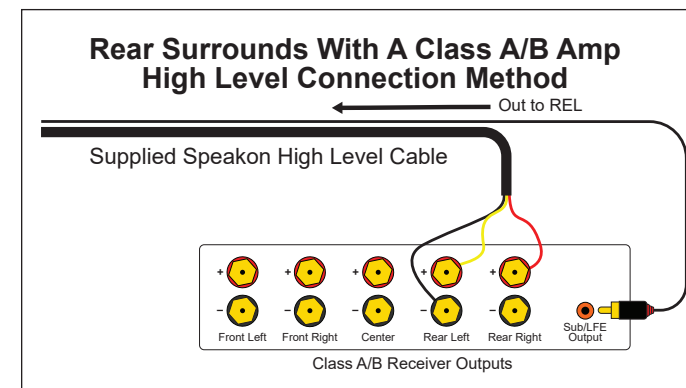 Rear Surrounds With A Class A/B Amp
High Level Connection Method
Out to REL
Supplied Speakon High Level Cable
+ + + + +
- - - - -
Front Left Front Right Center Rear Left Rear Right Sub/LFE
Output
Class A/B Receiver Outputs